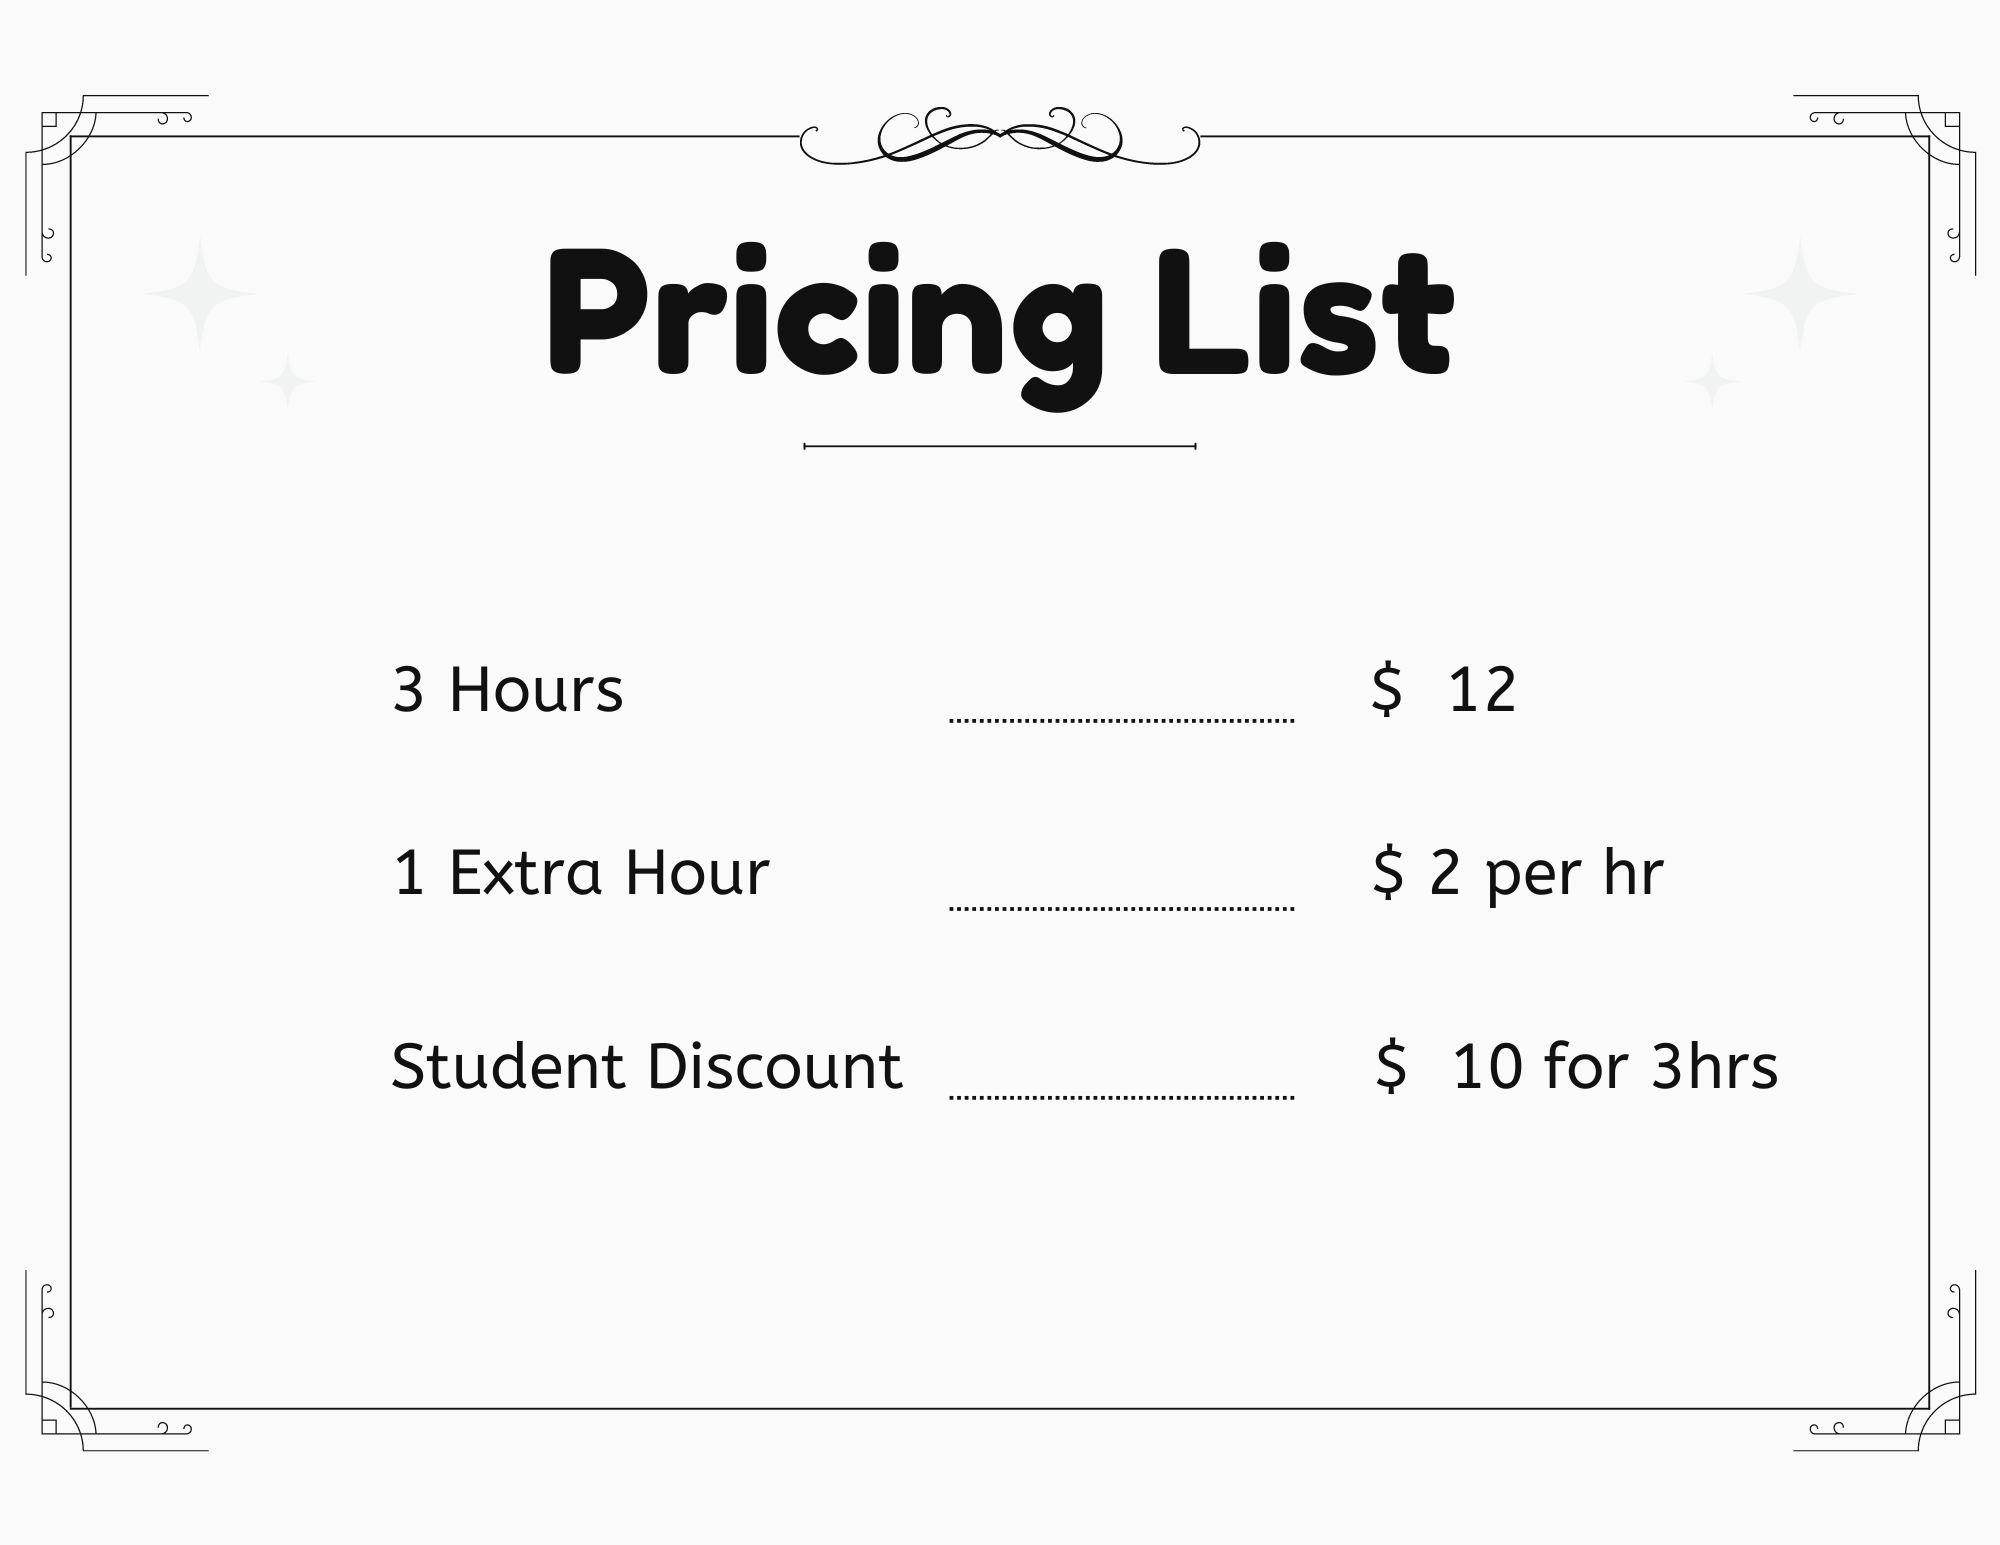 Pricing List
3 Hours ........ $ 12
1 Extra Hour ........ $ 2 per hr
Student Discount ........ $ 10 for 3hrs